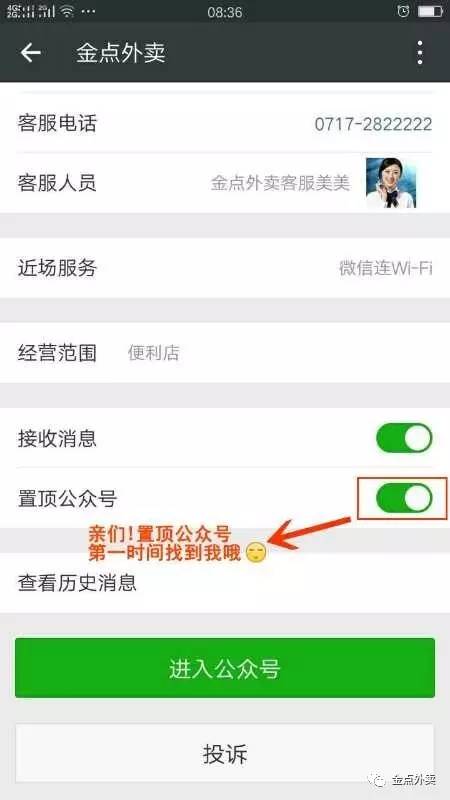 4G 2G 2G 08:36
金点外卖
客服电话 0717-2822222
客服人员 金点外卖客服美美
近场服务 微信连Wi-Fi
经营范围 便利店
接收消息
置顶公众号
亲们!置顶公众号
第一时间找到我哦
查看历史消息
进入公众号
投诉
金点外卖